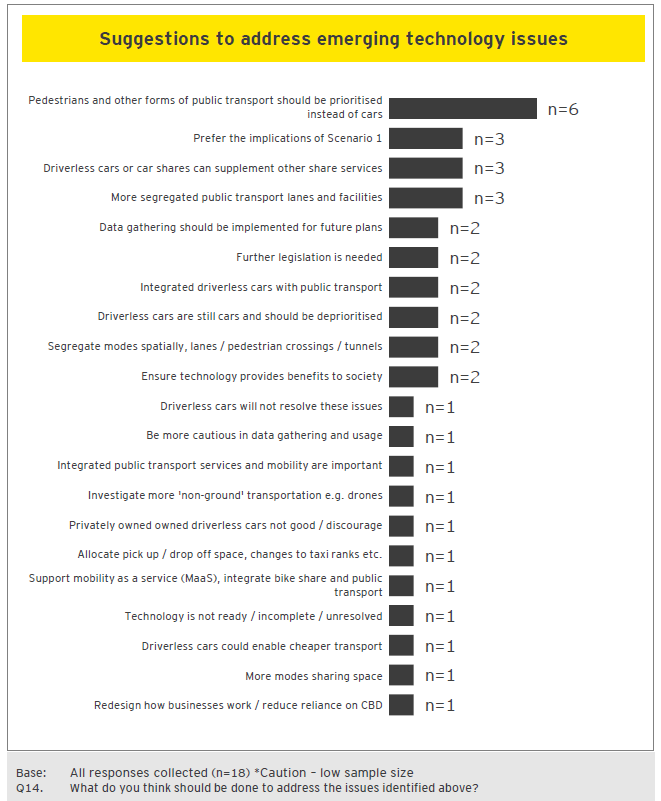 Suggestions to address emerging technology issues
Pedestrians and other forms of public transport should be prioritised
instead of cars
n=6
Prefer the implications of Scenario 1
n=3
Driverless cars or car shares can supplement other share services
n=3
More segregated public transport lanes and facilities
n=3
Data gathering should be implemented for future plans
n=2
Further legislation is needed
n=2
Integrated driverless cars with public transport
n=2
Driverless cars are still cars and should be deprioritised
n=2
Segregate modes spatially, lanes / pedestrian crossings / tunnels
n=2
Ensure technology provides benefits to society
n=2
Driverless cars will not resolve these issues
n=1
Be more cautious in data gathering and usage
n=1
Integrated public transport services and mobility are important
n=1
Investigate more 'non-ground' transportation e.g. drones
n=1
Privately owned owned driverless cars not good / discourage
n=1
Allocate pick up / drop off space, changes to taxi ranks etc.
n=1
Support mobility as a service (MaaS), integrate bike share and public
transport
n=1
Technology is not ready / incomplete / unresolved
n=1
Driverless cars could enable cheaper transport
n=1
More modes sharing space
n=1
Redesign how businesses work / reduce reliance on CBD
n=1
Base: All responses collected (n=18) *Caution – low sample size
Q14. What do you think should be done to address the issues identified above?